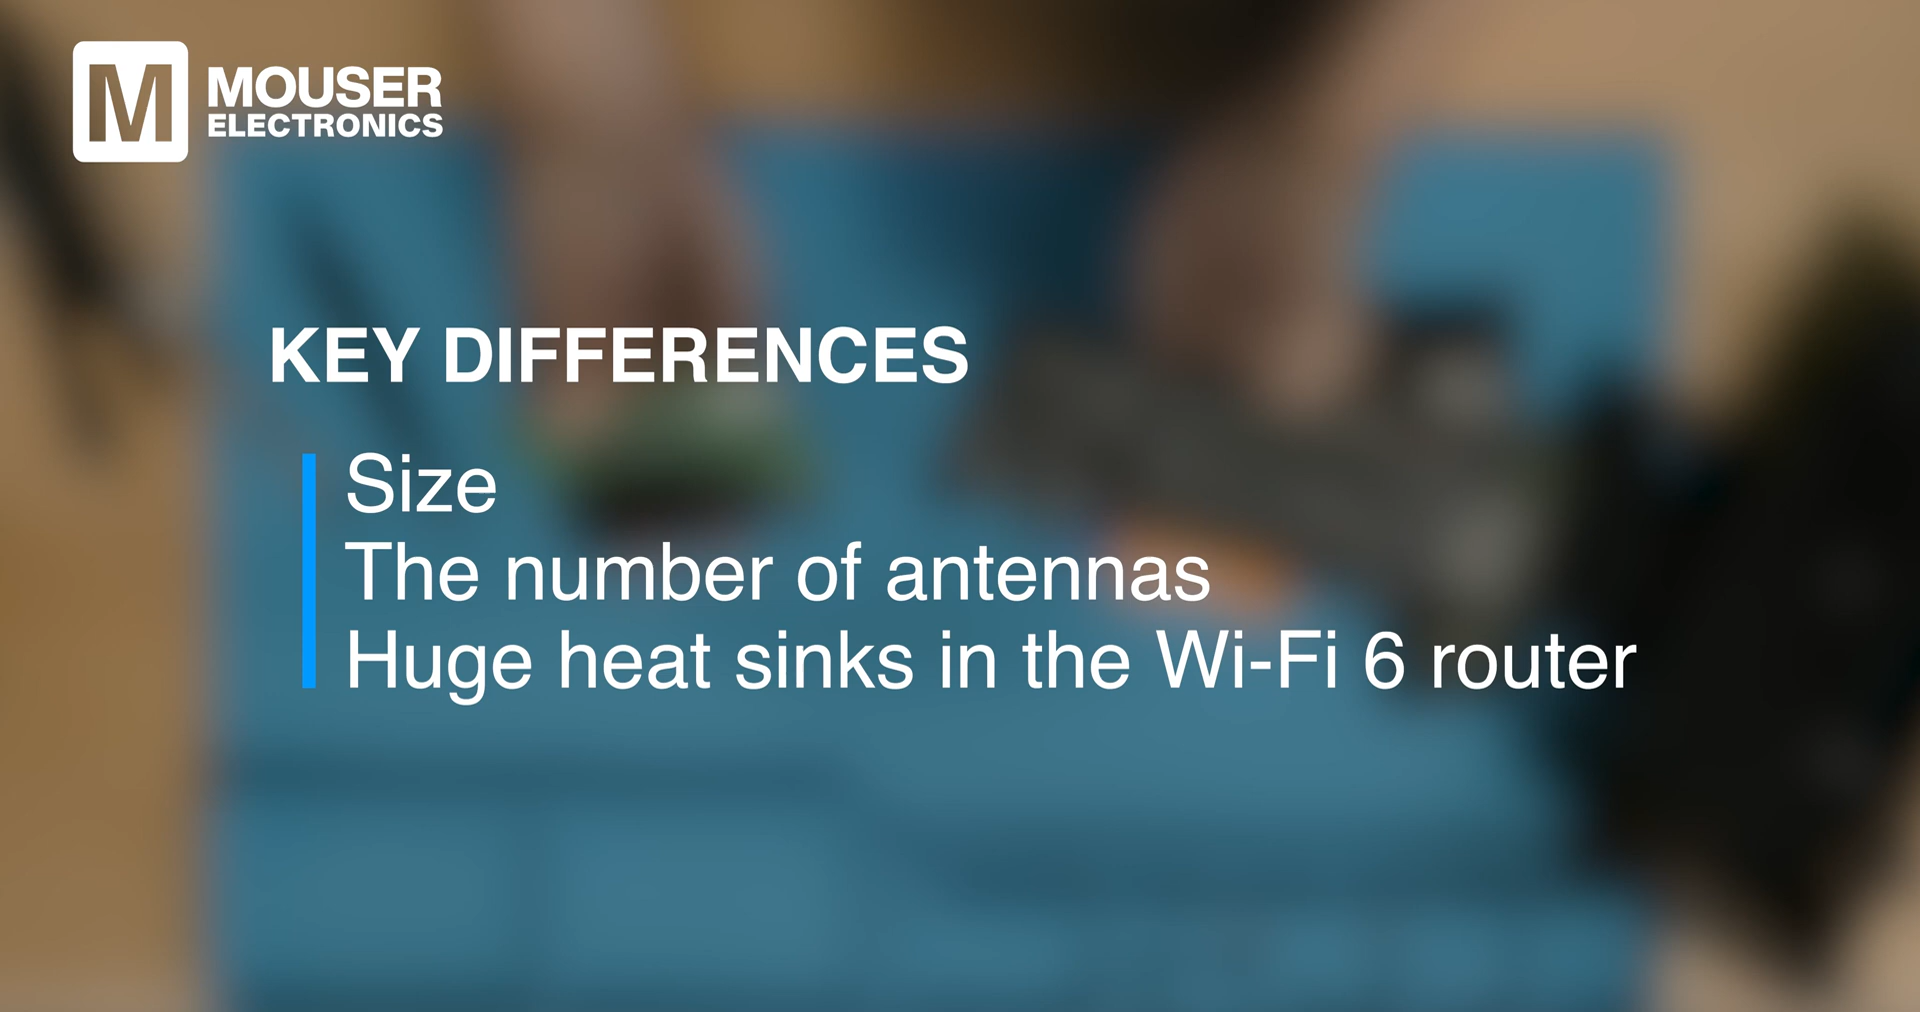 M
MOUSER
ELECTRONICS
KEY DIFFERENCES
Size
The number of antennas
Huge heat sinks in the Wi-Fi 6 router